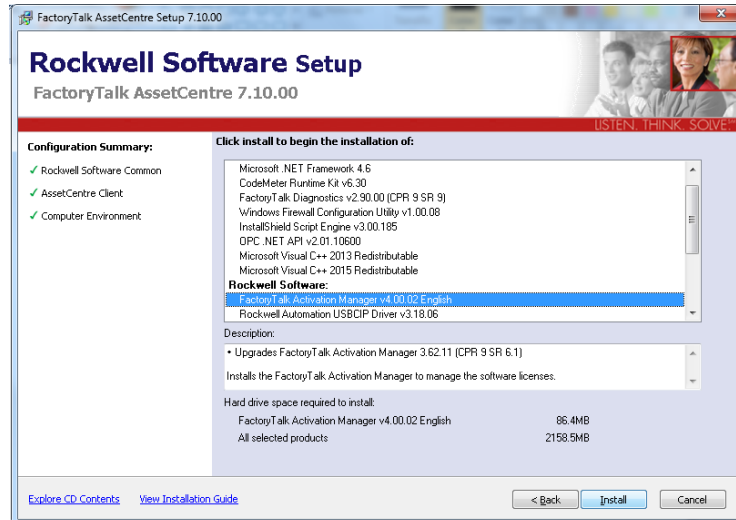 FactoryTalk AssetCentre Setup 7.10.00
Rockwell Software Setup
FactoryTalk AssetCentre 7.10.00
LISTEN. THINK. SOLVE.™
Configuration Summary:
✓ Rockwell Software Common
✓ AssetCentre Client
✓ Computer Environment
Click install to begin the installation of:
Microsoft .NET Framework 4.6
CodeMeter Runtime Kit v6.30
FactoryTalk Diagnostics v2.90.00 (CPR 9 SR 9)
Windows Firewall Configuration Utility v1.00.08
InstallShield Script Engine v3.00.185
OPC .NET API v2.01.10600
Microsoft Visual C++ 2013 Redistributable
Microsoft Visual C++ 2015 Redistributable
Rockwell Software:
FactoryTalk Activation Manager v4.00.02 English
Rockwell Automation USBCIP Driver v3.18.06
Description:
• Upgrades FactoryTalk Activation Manager 3.62.11 (CPR 9 SR 6.1)
Installs the FactoryTalk Activation Manager to manage the software licenses.
Hard drive space required to install:
FactoryTalk Activation Manager v4.00.02 English 86.4MB
All selected products 2158.5MB
Explore CD Contents View Installation Guide < Back Install Cancel